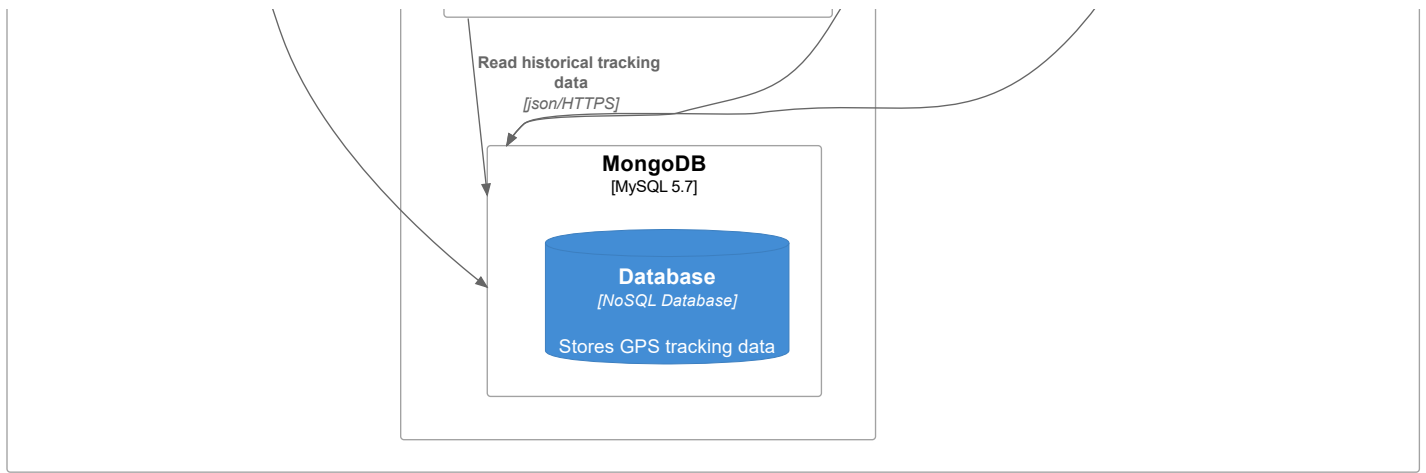 Read historical tracking
data
[json/HTTPS]
MongoDB
[MySQL 5.7]
Database
[NoSQL Database]
Stores GPS tracking data